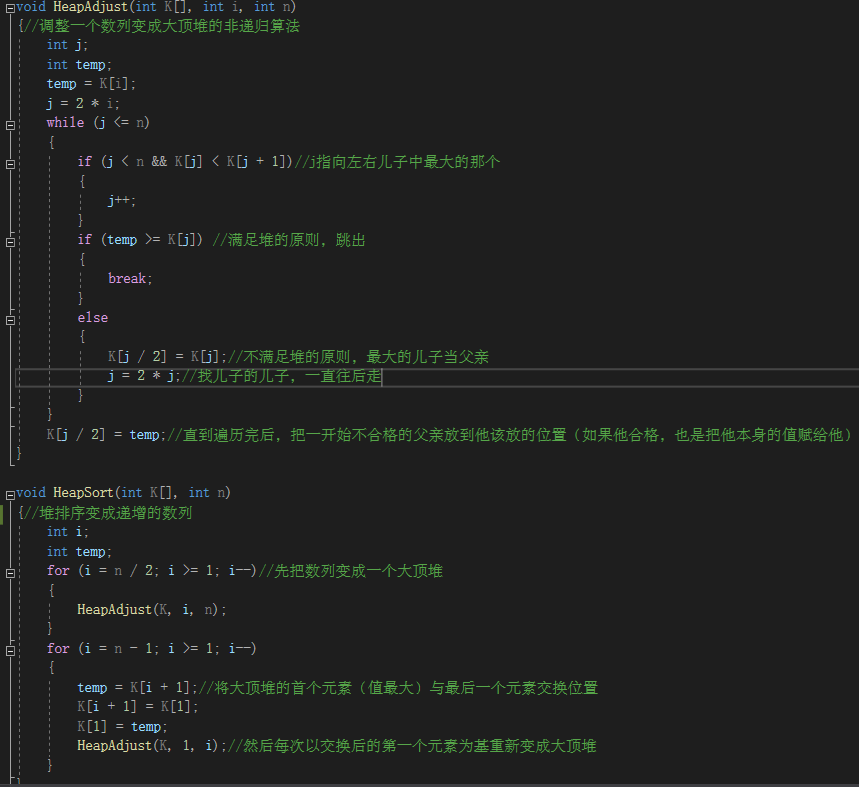 void HeapAdjust(int K[], int i, int n)
{//调整一个数列变成大顶堆的非递归算法
int j;
int temp;
temp = K[i];
j = 2 * i;
while (j <= n)
{
if (j < n && K[j] < K[j + 1])//j指向左右儿子中最大的那个
{
j++;
}
if (temp >= K[j]) //满足堆的原则，跳出
{
break;
}
else
{
K[j / 2] = K[j];//不满足堆的原则，最大的儿子当父亲
j = 2 * j;//找儿子的儿子，一直往后走
}
}
K[j / 2] = temp;//直到遍历完后，把一开始不合格的父亲放到他该放的位置（如果他合格，也是把他本身的值赋给他）
}
void HeapSort(int K[], int n)
{//堆排序变成递增的数列
int i;
int temp;
for (i = n / 2; i >= 1; i--)//先把数列变成一个大顶堆
{
HeapAdjust(K, i, n);
}
for (i = n - 1; i >= 1; i--)
{
temp = K[i + 1];//将大顶堆的首个元素（值最大）与最后一个元素交换位置
K[i + 1] = K[1];
K[1] = temp;
HeapAdjust(K, 1, i);//然后每次以交换后的第一个元素为基重新变成大顶堆
}
}